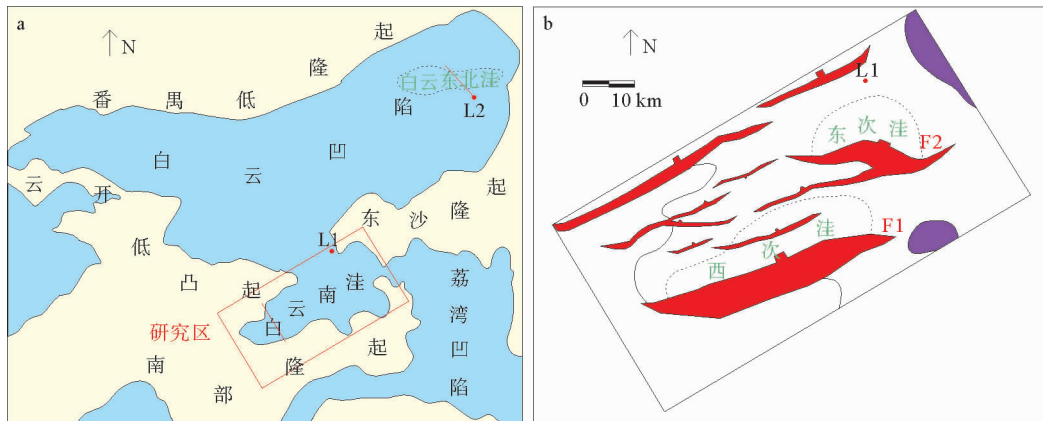 a
N
番禺低隆起
白云东北洼
L2
白云凹陷
云开低凸起
东沙隆起
L1
白云南洼
研究区
荔湾凹陷
南部隆起
b
N
0 10 km
L1
东次洼
F2
F1
西次洼